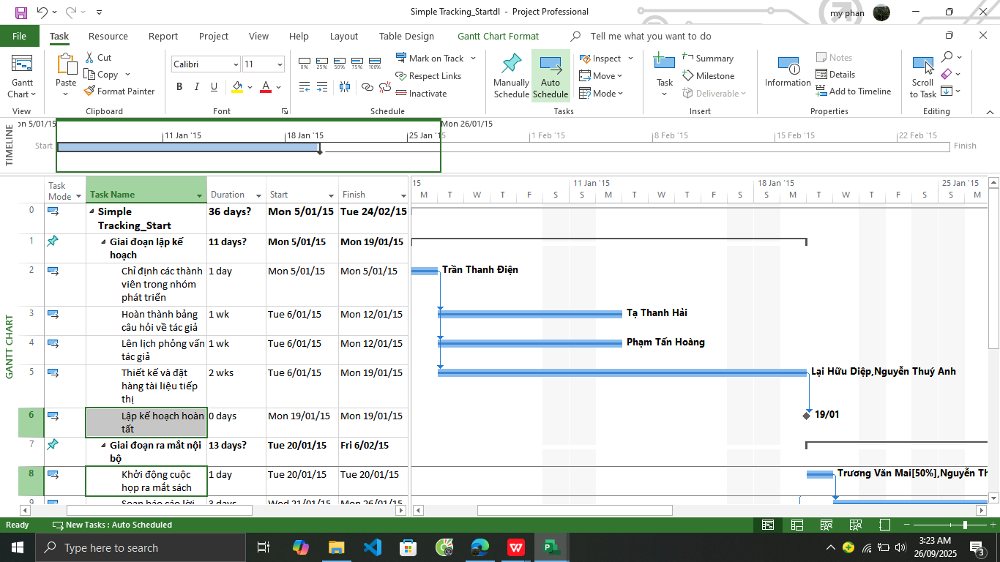 Simple Tracking_Startdl - Project Professional
my phan
File Task Resource Report Project View Help Layout Table Design Gantt Chart Format Tell me what you want to do
Gantt Chart
View
Paste
Cut
Copy
Format Painter
Clipboard
Calibri 11
B I U A
Font
0% 25% 50% 75% 100%
Mark on Track
Respect Links
Inactivate
Schedule
Manually Schedule
Auto Schedule
Inspect
Move
Mode
Tasks
Task
Summary
Milestone
Deliverable
Insert
Information
Notes
Details
Add to Timeline
Properties
Scroll to Task
Editing
TIMELINE
on 5/01/15 Mon 26/01/15
11 Jan '15 18 Jan '15 25 Jan '15 1 Feb '15 8 Feb '15 15 Feb '15 22 Feb '15
Start Finish
GANTT CHART
Task Mode Task Name Duration Start Finish
15 11 Jan '15 18 Jan '15 25 Jan '15
M T W T F S S M T W T F S S M T W T F S S M
0 Simple Tracking_Start 36 days? Mon 5/01/15 Tue 24/02/15
1 Giai đoạn lập kế hoạch 11 days? Mon 5/01/15 Mon 19/01/15
2 Chỉ định các thành viên trong nhóm phát triển 1 day Mon 5/01/15 Mon 5/01/15 Trần Thanh Điện
3 Hoàn thành bảng câu hỏi về tác giả 1 wk Tue 6/01/15 Mon 12/01/15 Tạ Thanh Hải
4 Lên lịch phỏng vấn tác giả 1 wk Tue 6/01/15 Mon 12/01/15 Phạm Tấn Hoàng
5 Thiết kế và đặt hàng tài liệu tiếp thị 2 wks Tue 6/01/15 Mon 19/01/15 Lại Hữu Diệp,Nguyễn Thuý Anh
6 Lập kế hoạch hoàn tất 0 days Mon 19/01/15 Mon 19/01/15 19/01
7 Giai đoạn ra mắt nội bộ 13 days? Tue 20/01/15 Fri 6/02/15
8 Khởi động cuộc họp ra mắt sách 1 day Tue 20/01/15 Tue 20/01/15 Trương Văn Mai[50%],Nguyễn Th
9 Soạn báo cáo lời 3 days Wed 21/01/15 Mon 26/01/15
Ready New Tasks : Auto Scheduled
Type here to search
3:23 AM
26/09/2025
3